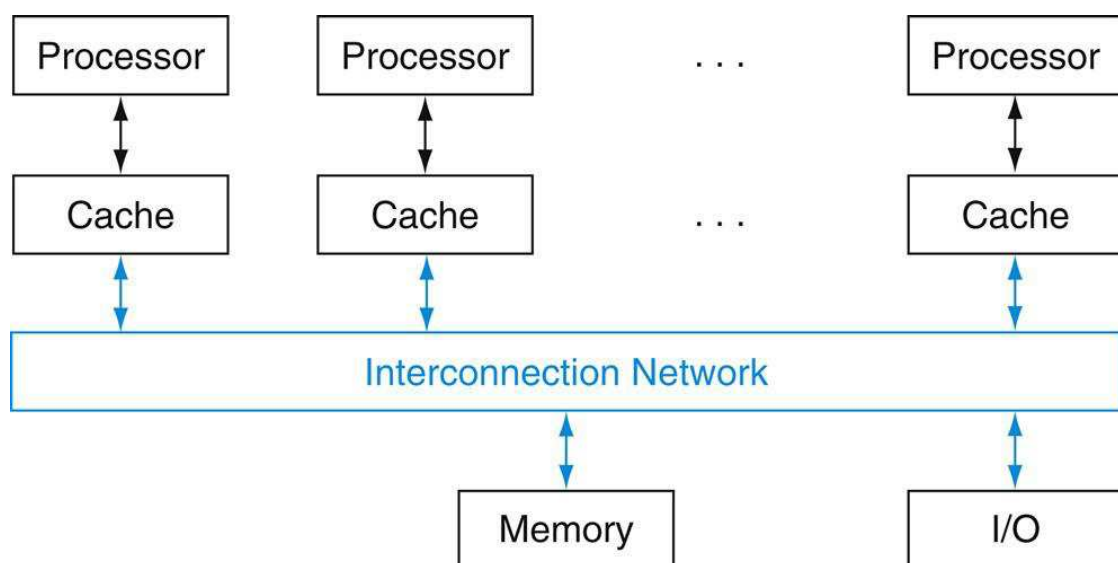 Processor Processor . . . Processor
Cache Cache . . . Cache
Interconnection Network
Memory I/O